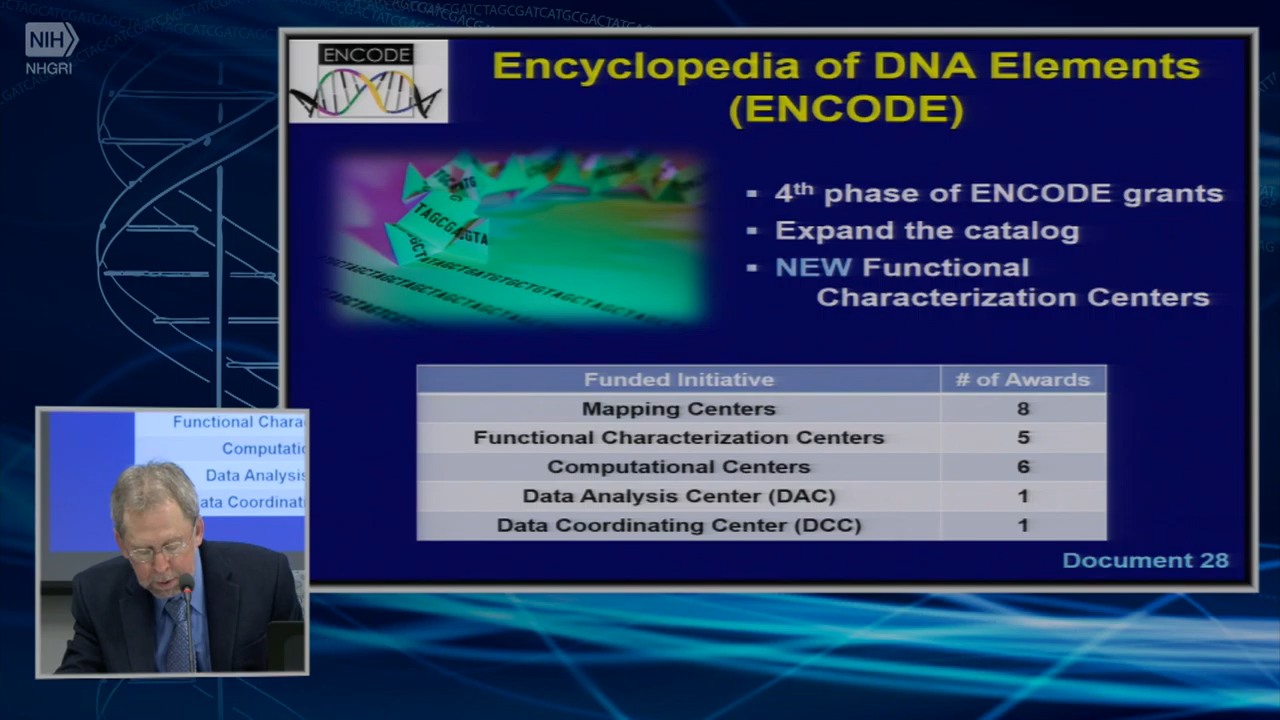 NIH
NHGRI
ENCODE
Encyclopedia of DNA Elements
(ENCODE)
4th phase of ENCODE grants
Expand the catalog
NEW Functional
Characterization Centers
TAGCGACGTA
Funded Initiative # of Awards
Mapping Centers 8
Functional Characterization Centers 5
Computational Centers 6
Data Analysis Center (DAC) 1
Data Coordinating Center (DCC) 1
Document 28
Functional Chara
Computatio
Data Analysis
ata Coordinati